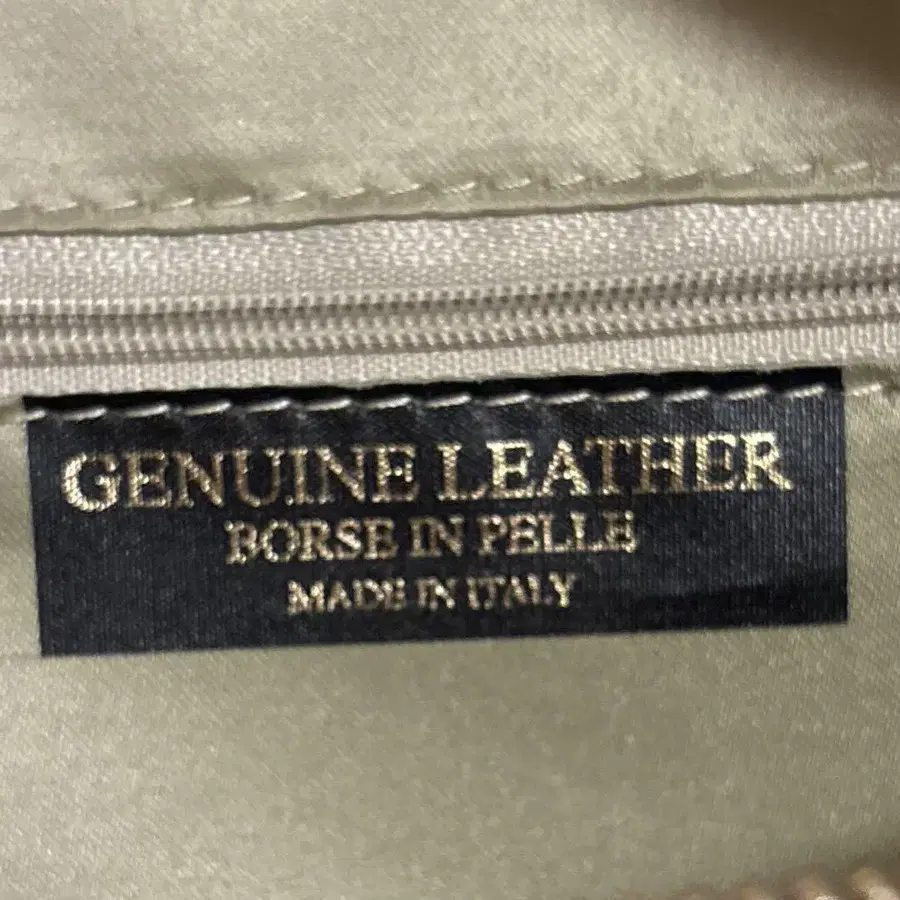 GENUINE LEATHER
BORSE IN PELLE
MADE IN ITALY